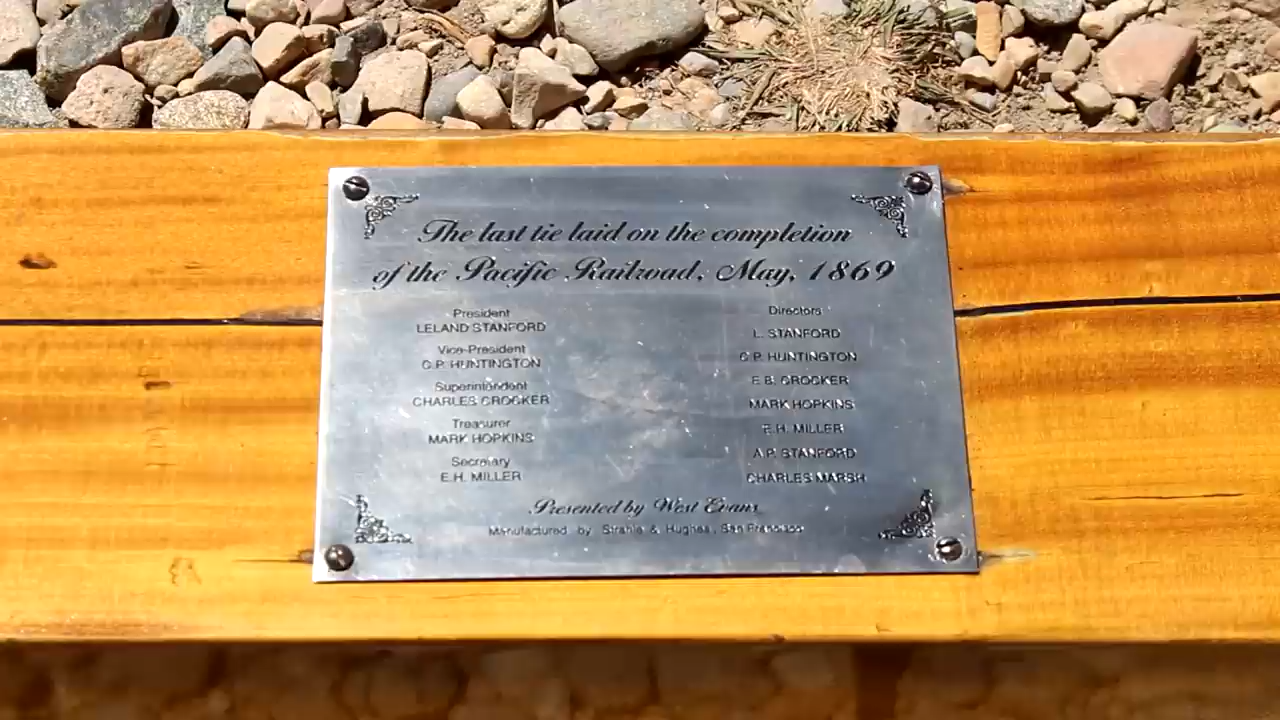 The last tie laid on the completion
of the Pacific Railroad, May, 1869
President
LELAND STANFORD
Vice-President
C.P. HUNTINGTON
Superintendent
CHARLES CROCKER
Treasurer
MARK HOPKINS
Secretary
E.H. MILLER
Directors
L. STANFORD
C.P. HUNTINGTON
E.B. CROCKER
MARK HOPKINS
E.H. MILLER
A.P. STANFORD
CHARLES MARSH
Presented by West Evans
Manufactured by Strahle & Hughes, San Francisco